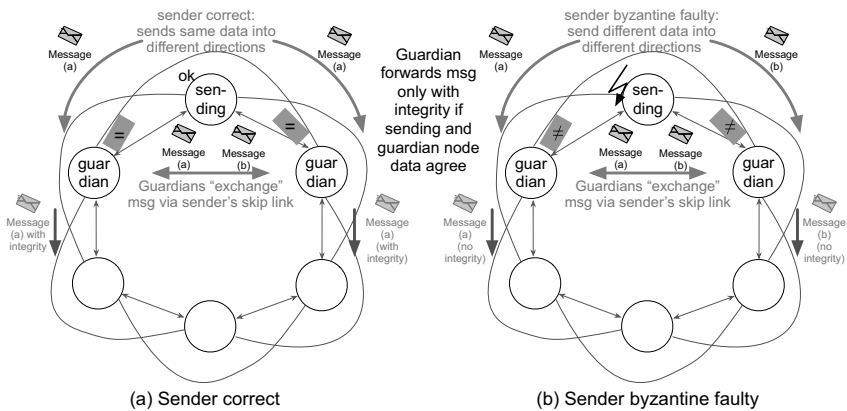 sender correct:
sends same data into
different directions
Message
(a)
Message
(a)
ok
sen-
ding
=
=
Message
(a)
Message
(b)
guar
dian
guar
dian
Guardians “exchange”
msg via sender’s skip link
Message
(a) with
integrity
Message
(a)
(with
integrity)
(a) Sender correct
Guardian
forwards msg
only with
integrity if
sending and
guardian node
data agree
sender byzantine faulty:
send different data into
different directions
Message
(a)
Message
(b)
sen-
ding
≠
≠
Message
(a)
Message
(b)
guar
dian
guar
dian
Guardians “exchange”
msg via sender’s skip link
Message
(a)
(no
integrity)
Message
(b)
(no
integrity)
(b) Sender byzantine faulty